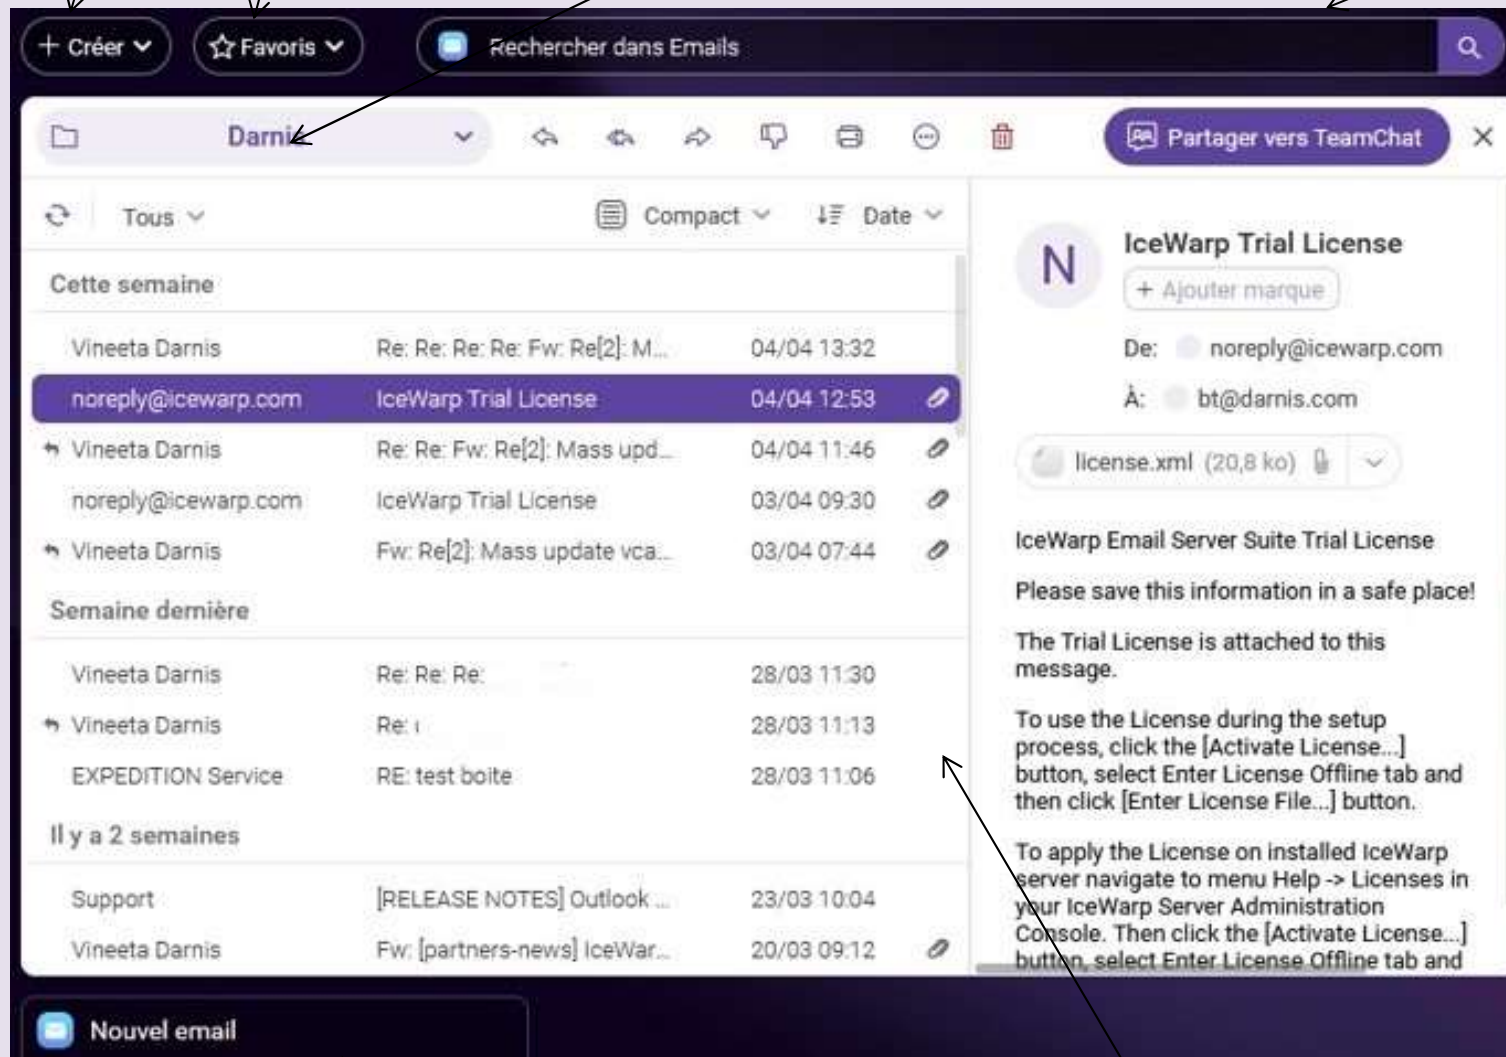 + Créer
Favoris
Rechercher dans Emails
Darnis
Partager vers TeamChat
Tous
Compact
Date
Cette semaine
Vineeta Darnis Re: Re: Re: Re: Fw: Re[2]: M... 04/04 13:32
noreply@icewarp.com IceWarp Trial License 04/04 12:53
Vineeta Darnis Re: Re: Fw: Re[2]: Mass upd... 04/04 11:46
noreply@icewarp.com IceWarp Trial License 03/04 09:30
Vineeta Darnis Fw: Re[2]: Mass update vca... 03/04 07:44
Semaine dernière
Vineeta Darnis Re: Re: Re: 28/03 11:30
Vineeta Darnis Re: 28/03 11:13
EXPEDITION Service RE: test boite 28/03 11:06
Il y a 2 semaines
Support [RELEASE NOTES] Outlook ... 23/03 10:04
Vineeta Darnis Fw: [partners-news] IceWar... 20/03 09:12
N
IceWarp Trial License
+ Ajouter marque
De: noreply@icewarp.com
À: bt@darnis.com
license.xml (20,8 ko)
IceWarp Email Server Suite Trial License
Please save this information in a safe place!
The Trial License is attached to this
message.
To use the License during the setup
process, click the [Activate License...]
button, select Enter License Offline tab and
then click [Enter License File...] button.
To apply the License on installed IceWarp
server navigate to menu Help -> Licenses in
your IceWarp Server Administration
Console. Then click the [Activate License...]
button, select Enter License Offline tab and
Nouvel email